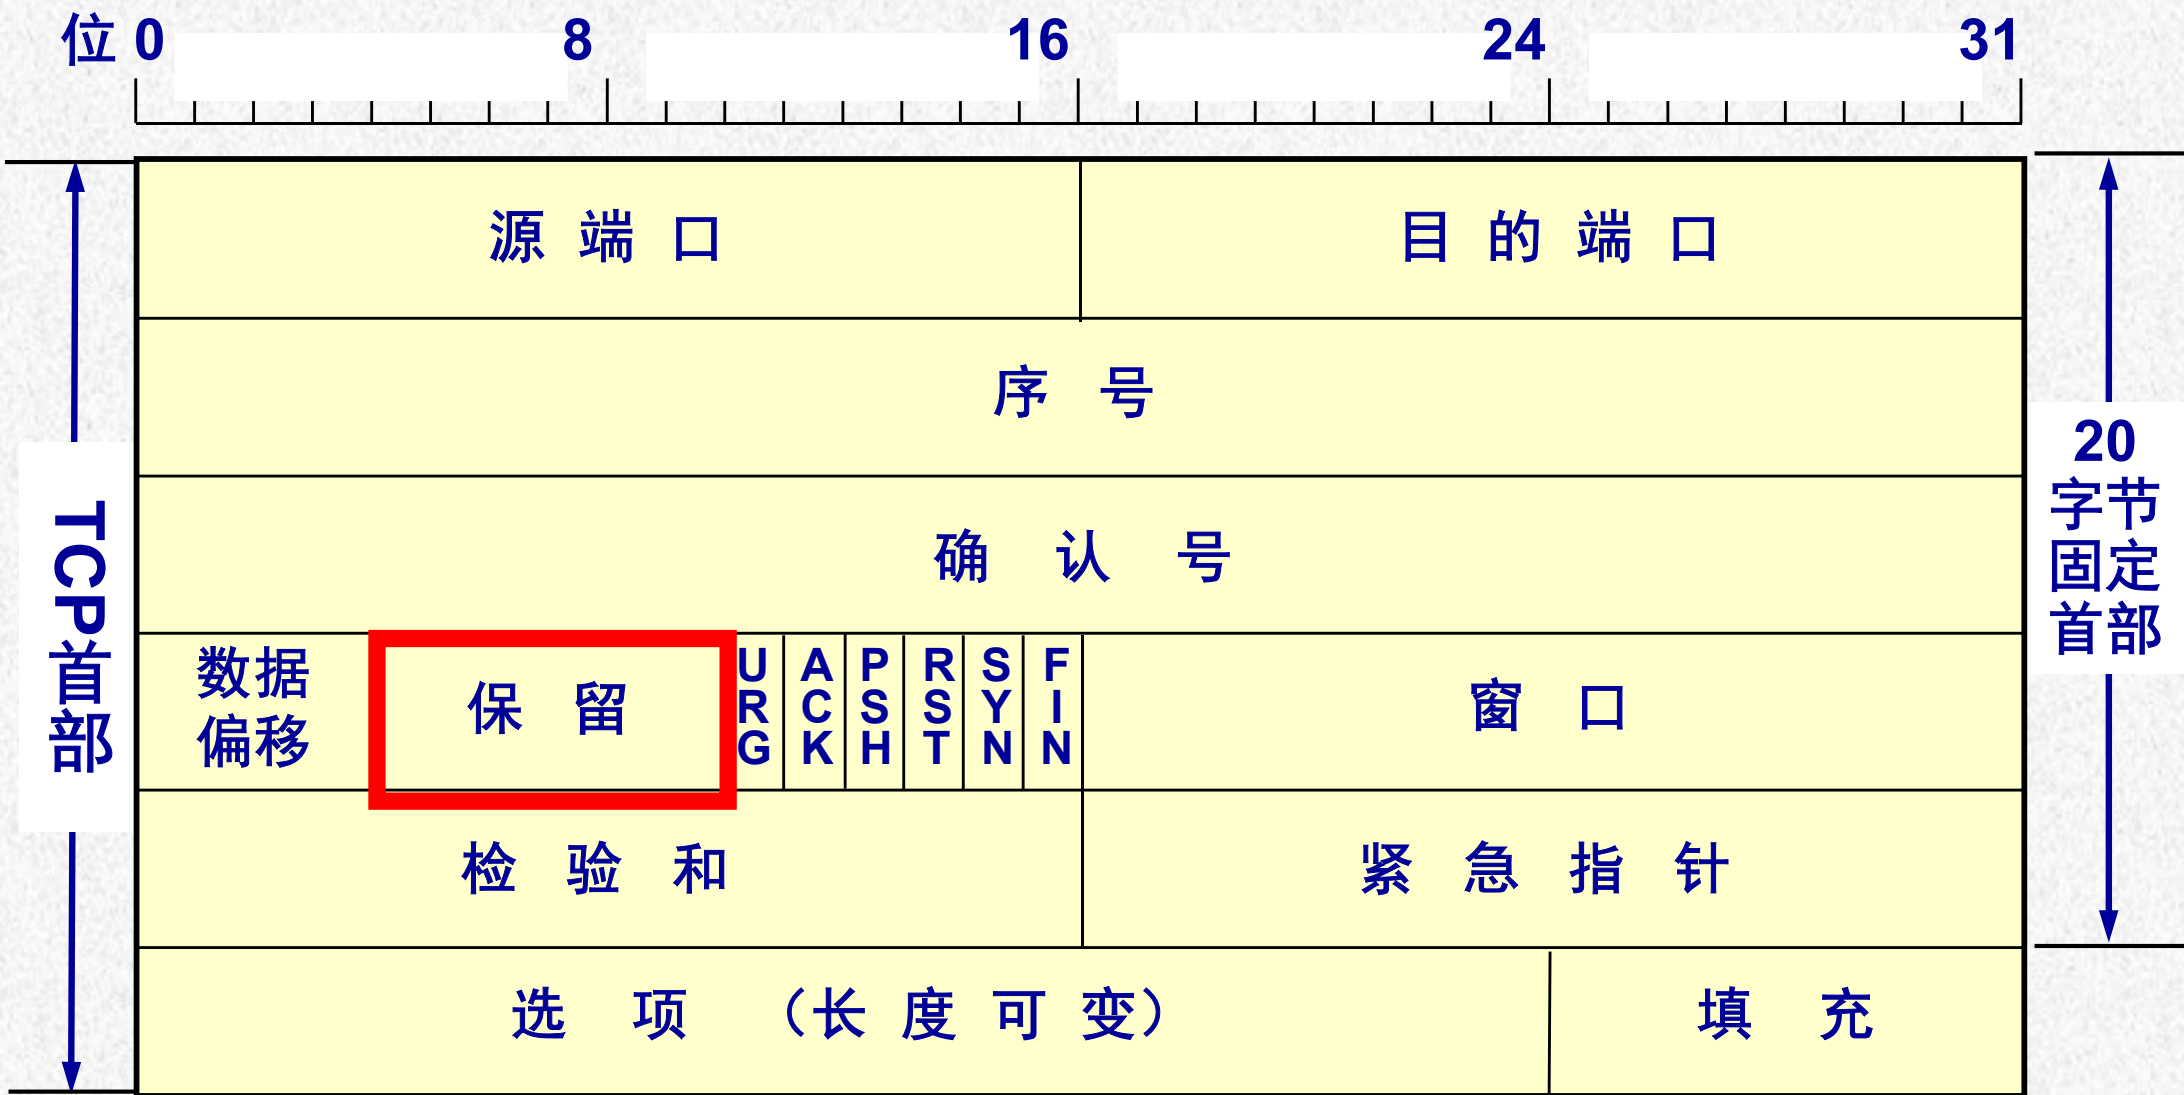 位 0 8 16 24 31
源 端 口 目 的 端 口
序 号
确 认 号
数据
偏移
保 留
URG
ACK
PSH
RST
SYN
FIN
窗 口
检 验 和 紧 急 指 针
选 项 （长 度 可 变） 填 充
TCP首部
20
字节
固定
首部